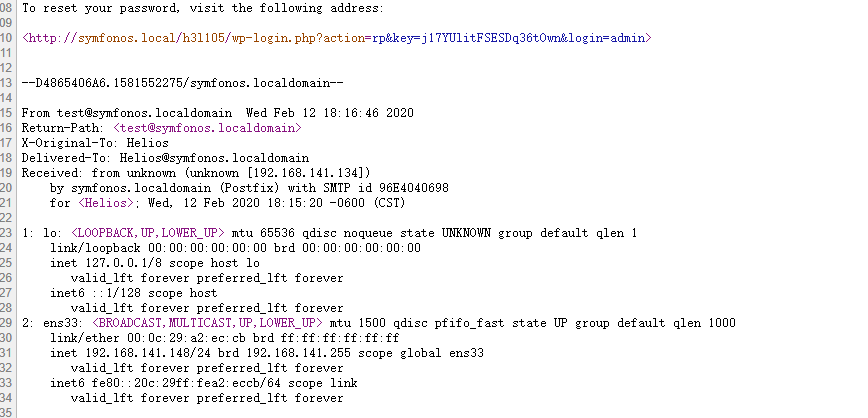 08 To reset your password, visit the following address:
09
10 <http://symfonos.local/h3l105/wp-login.php?action=rp&key=j17YUlitFSESDq36tOwn&login=admin>
11
12
13 --D4865406A6.1581552275/symfonos.localdomain--
14
15 From test@symfonos.localdomain  Wed Feb 12 18:16:46 2020
16 Return-Path: <test@symfonos.localdomain>
17 X-Original-To: Helios
18 Delivered-To: Helios@symfonos.localdomain
19 Received: from unknown (unknown [192.168.141.134])
20     by symfonos.localdomain (Postfix) with SMTP id 96E4040698
21     for <Helios>; Wed, 12 Feb 2020 18:15:20 -0600 (CST)
22
23 1: lo: <LOOPBACK,UP,LOWER_UP> mtu 65536 qdisc noqueue state UNKNOWN group default qlen 1
24     link/loopback 00:00:00:00:00:00 brd 00:00:00:00:00:00
25     inet 127.0.0.1/8 scope host lo
26        valid_lft forever preferred_lft forever
27     inet6 ::1/128 scope host
28        valid_lft forever preferred_lft forever
29 2: ens33: <BROADCAST,MULTICAST,UP,LOWER_UP> mtu 1500 qdisc pfifo_fast state UP group default qlen 1000
30     link/ether 00:0c:29:a2:ec:cb brd ff:ff:ff:ff:ff:ff
31     inet 192.168.141.148/24 brd 192.168.141.255 scope global ens33
32        valid_lft forever preferred_lft forever
33     inet6 fe80::20c:29ff:fea2:eccb/64 scope link
34        valid_lft forever preferred_lft forever
35